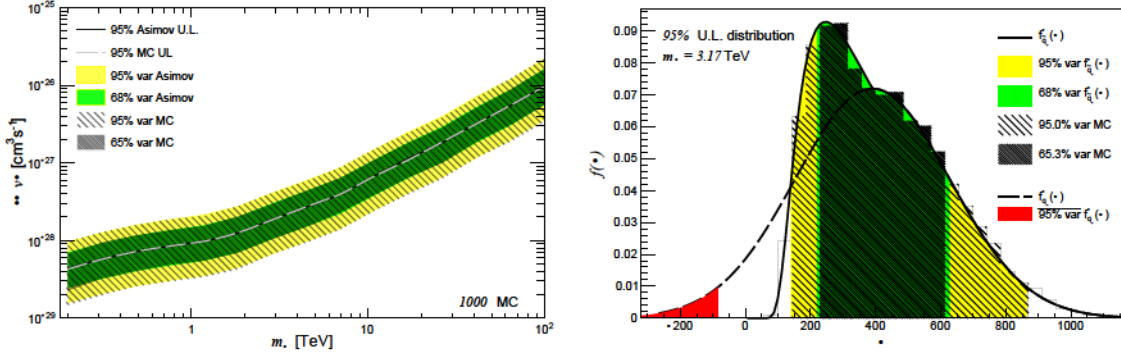 10⁻²⁵
10⁻²⁶
10⁻²⁷
10⁻²⁸
10⁻²⁹
•• v• [cm³s⁻¹]
95% Asimov U.L.
95% MC UL
95% var Asimov
68% var Asimov
95% var MC
65% var MC
1000 MC
1 10 10²
m• [TeV]
0.09
0.08
0.07
0.06
0.05
0.04
0.03
0.02
0.01
0
f(•)
95% U.L. distribution
m• = 3.17 TeV
95% var
68% var
95.0% var MC
65.3% var MC
95% var
-200 0 200 400 600 800 1000
•